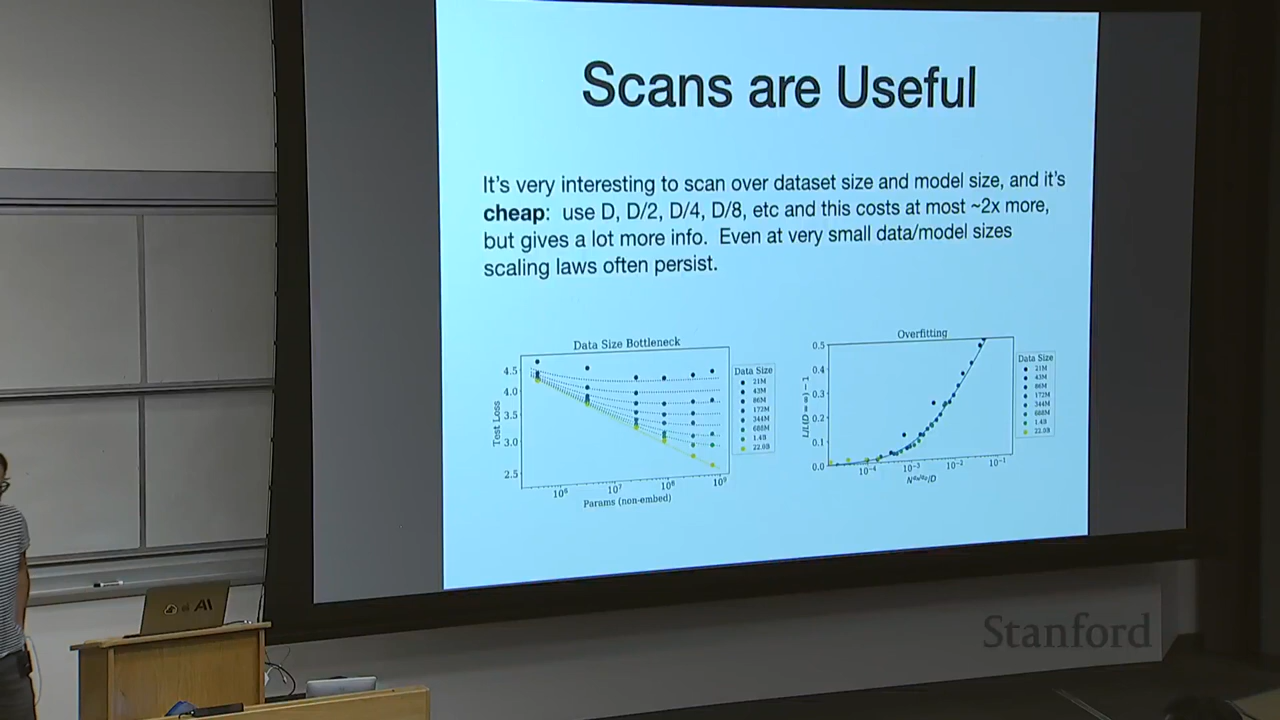 Scans are Useful
It's very interesting to scan over dataset size and model size, and it's
cheap: use D, D/2, D/4, D/8, etc and this costs at most ~2x more,
but gives a lot more info. Even at very small data/model sizes
scaling laws often persist.
Data Size Bottleneck
4.5
4.0
3.5
3.0
2.5
Test Loss
10⁶ 10⁷ 10⁸ 10⁹
Params (non-embed)
Data Size
21M
43M
86M
172M
344M
688M
1.4B
22.0B
Overfitting
0.5
0.4
0.3
0.2
0.1
0.0
L/L(D = ∞) − 1
10⁻⁴ 10⁻³ 10⁻² 10⁻¹
Data Size
21M
43M
86M
172M
344M
688M
1.4B
22.0B
AI
Stanford